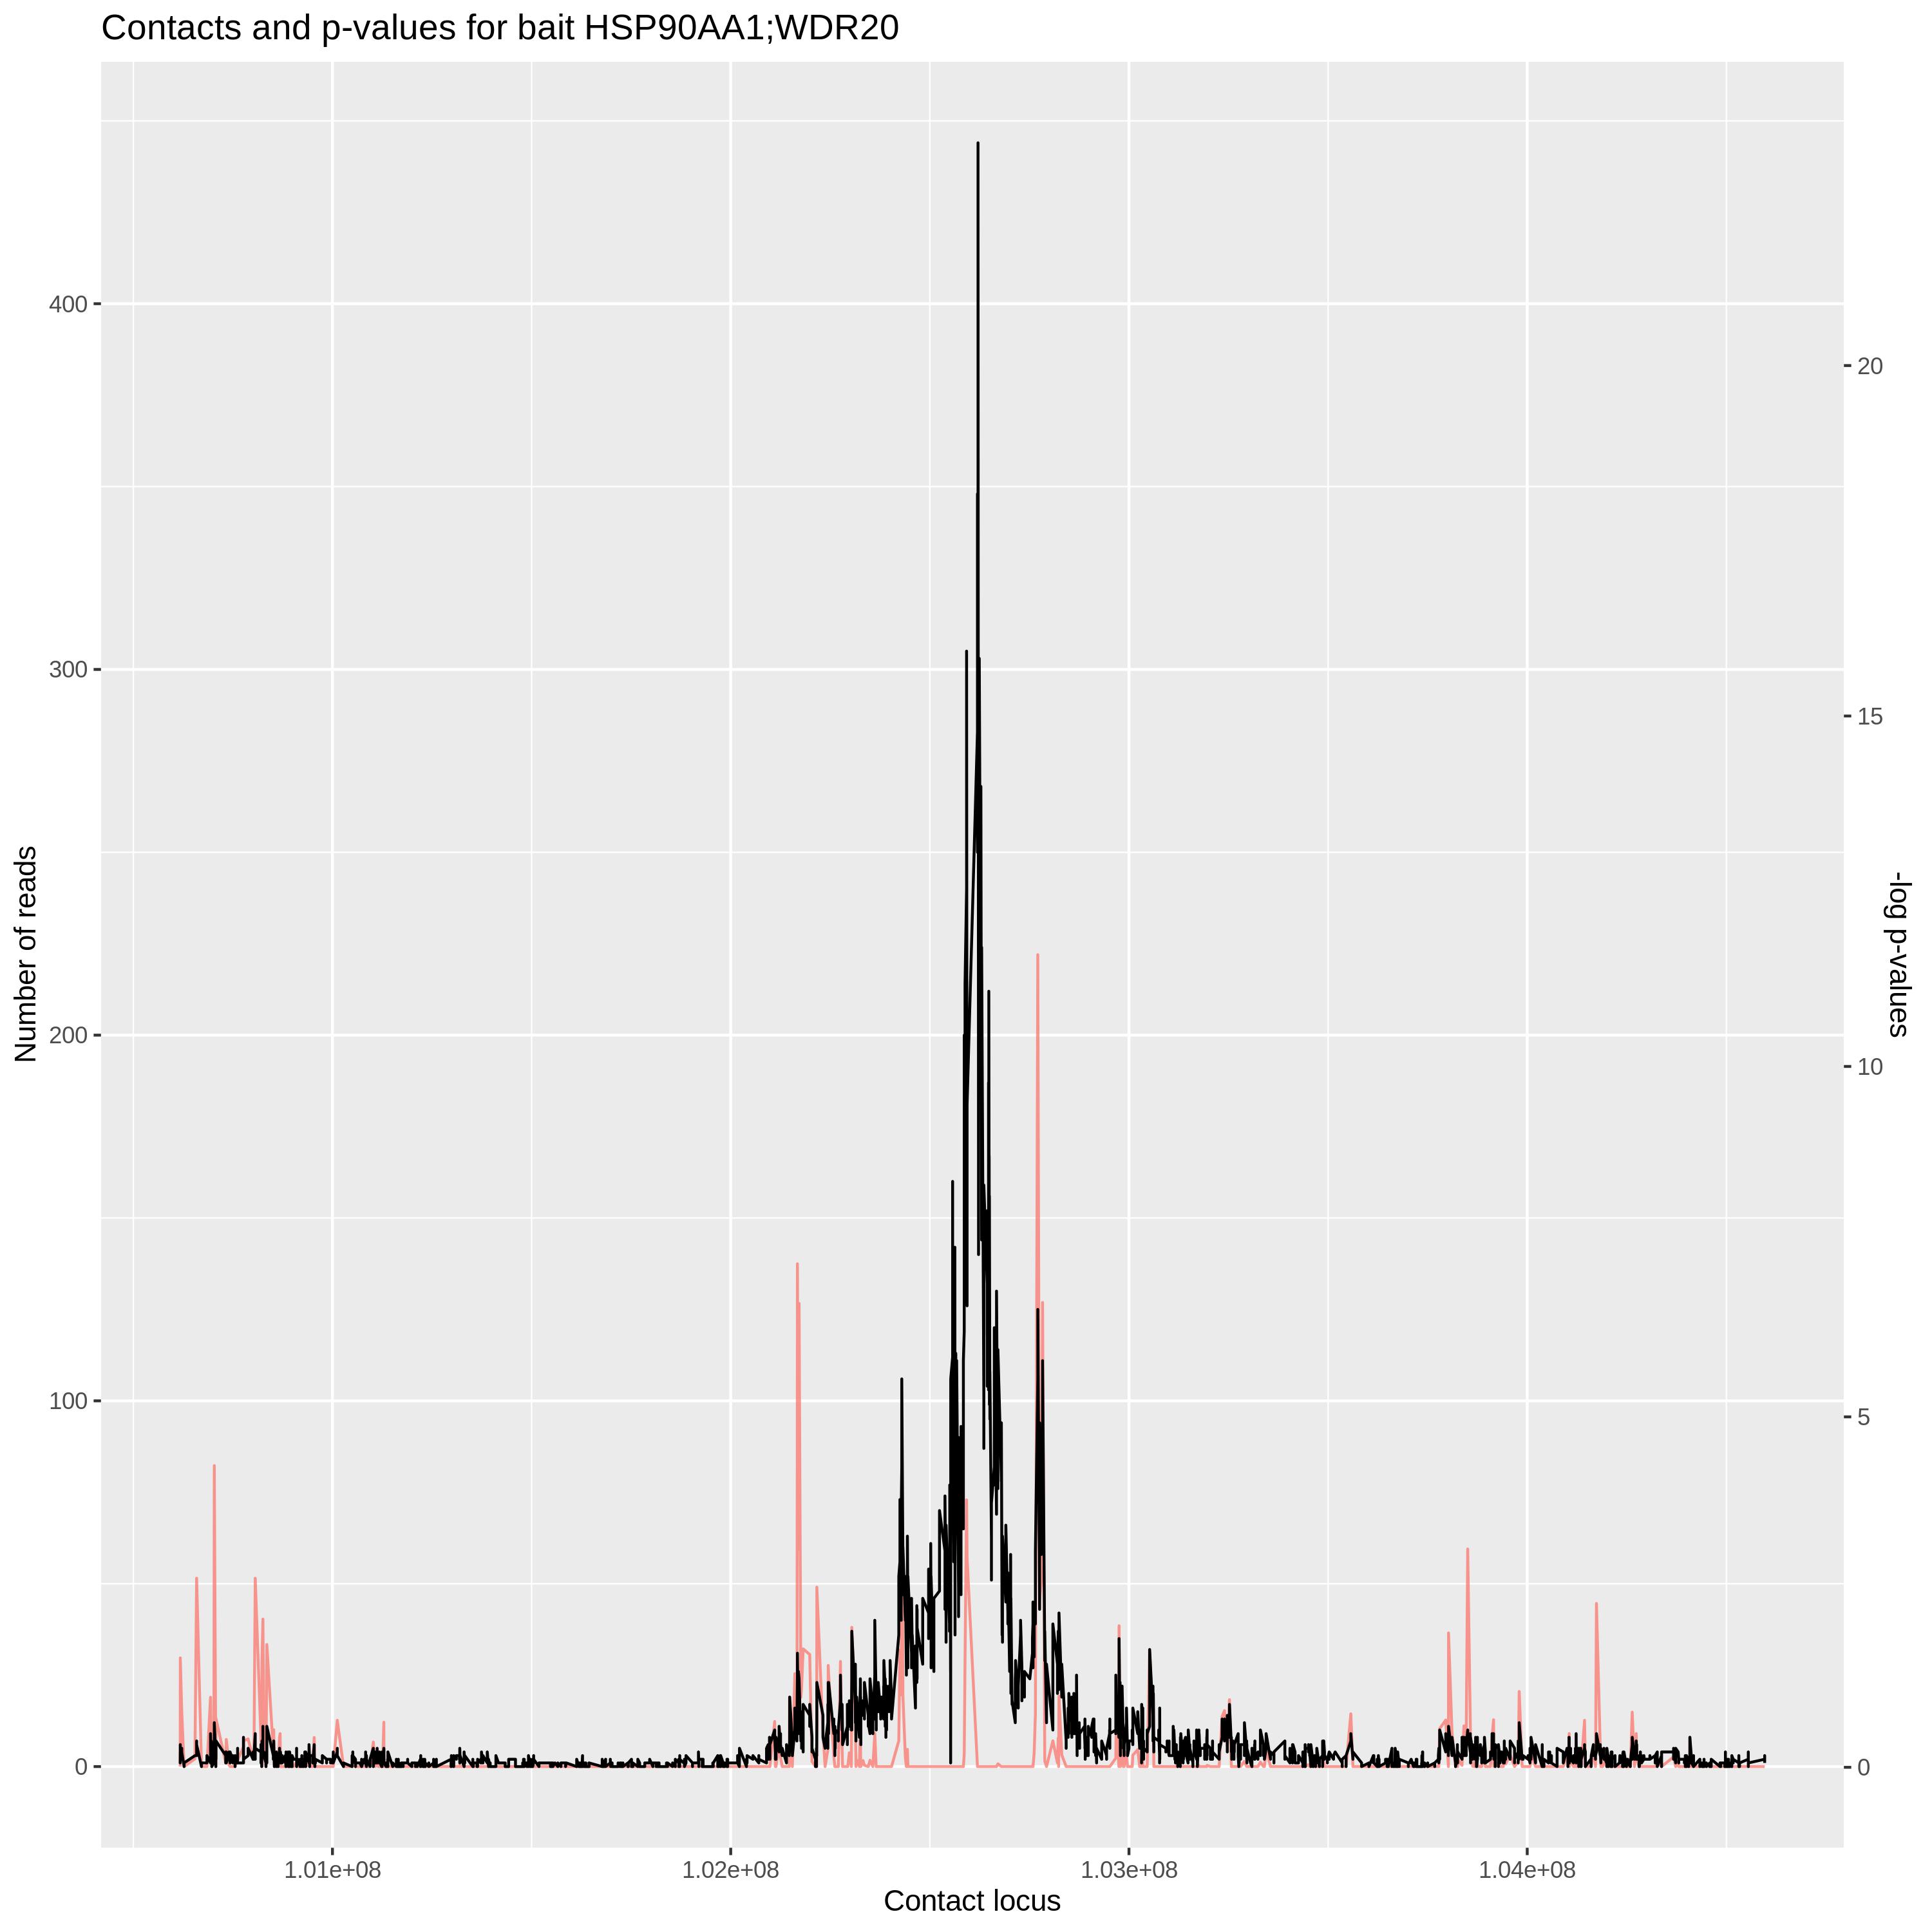 Contacts and p-values for bait HSP90AA1;WDR20
Number of reads
400
300
200
100
0
20
15
10
5
0
-log p-values
1.01e+08 1.02e+08 1.03e+08 1.04e+08
Contact locus